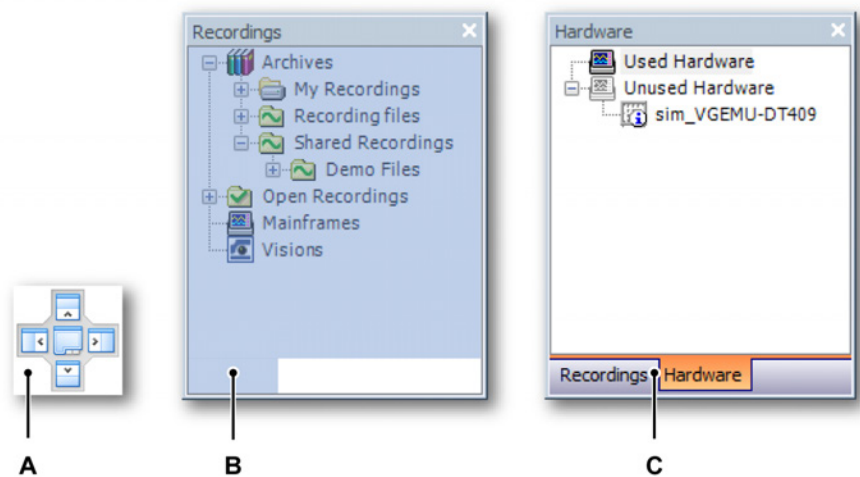 Recordings
Archives
My Recordings
Recording files
Shared Recordings
Demo Files
Open Recordings
Mainframes
Visions
Hardware
Used Hardware
Unused Hardware
sim_VGEMU-DT409
Recordings Hardware
A
B
C